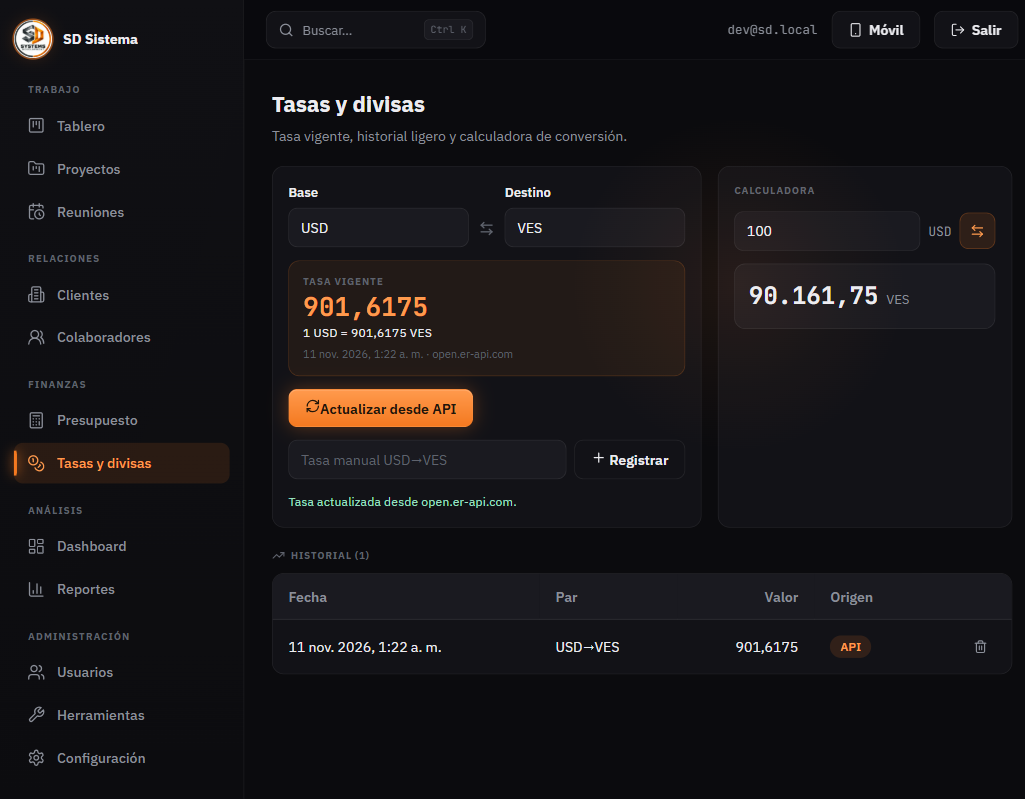 SD SYSTEMS
SD Sistema
Buscar...
Ctrl K
dev@sd.local
Móvil
Salir
TRABAJO
Tablero
Proyectos
Reuniones
RELACIONES
Clientes
Colaboradores
FINANZAS
Presupuesto
Tasas y divisas
ANÁLISIS
Dashboard
Reportes
ADMINISTRACIÓN
Usuarios
Herramientas
Configuración
Tasas y divisas
Tasa vigente, historial ligero y calculadora de conversión.
Base
Destino
USD
VES
TASA VIGENTE
901,6175
1 USD = 901,6175 VES
11 nov. 2026, 1:22 a. m. · open.er-api.com
Actualizar desde API
Tasa manual USD→VES
+ Registrar
Tasa actualizada desde open.er-api.com.
CALCULADORA
100
USD
90.161,75 VES
HISTORIAL (1)
Fecha
Par
Valor
Origen
11 nov. 2026, 1:22 a. m.
USD→VES
901,6175
API